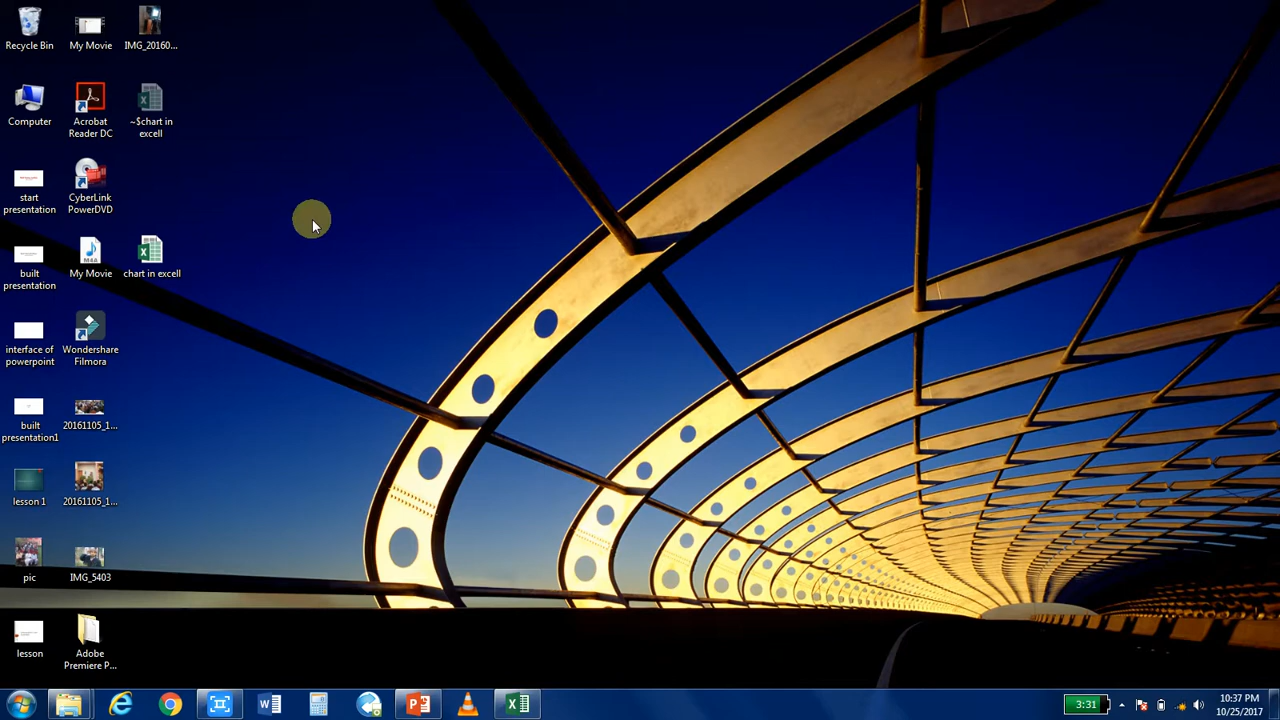 Recycle Bin
My Movie
IMG_20160...
Computer
Acrobat
Reader DC
~$chart in
excell
start
presentation
CyberLink
PowerDVD
built
presentation
My Movie
chart in excell
interface of
powerpoint
Wondershare
Filmora
built
presentation1
20161105_1...
lesson 1
20161105_1...
pic
IMG_5403
lesson
Adobe
Premiere P...
3:31
10:37 PM
10/25/2017